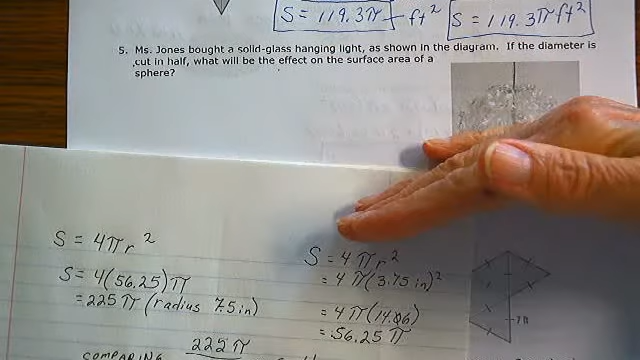 S = 119.3π ft² S = 119.3π ft²
5. Ms. Jones bought a solid-glass hanging light, as shown in the diagram. If the diameter is
cut in half, what will be the effect on the surface area of a
sphere?
S = 4πr²
S = 4(56.25)π
= 225π (radius 7.5 in)
S = 4πr²
= 4π(3.75 in)²
= 4π(14.06)
= 56.25π
COMPARING 225π